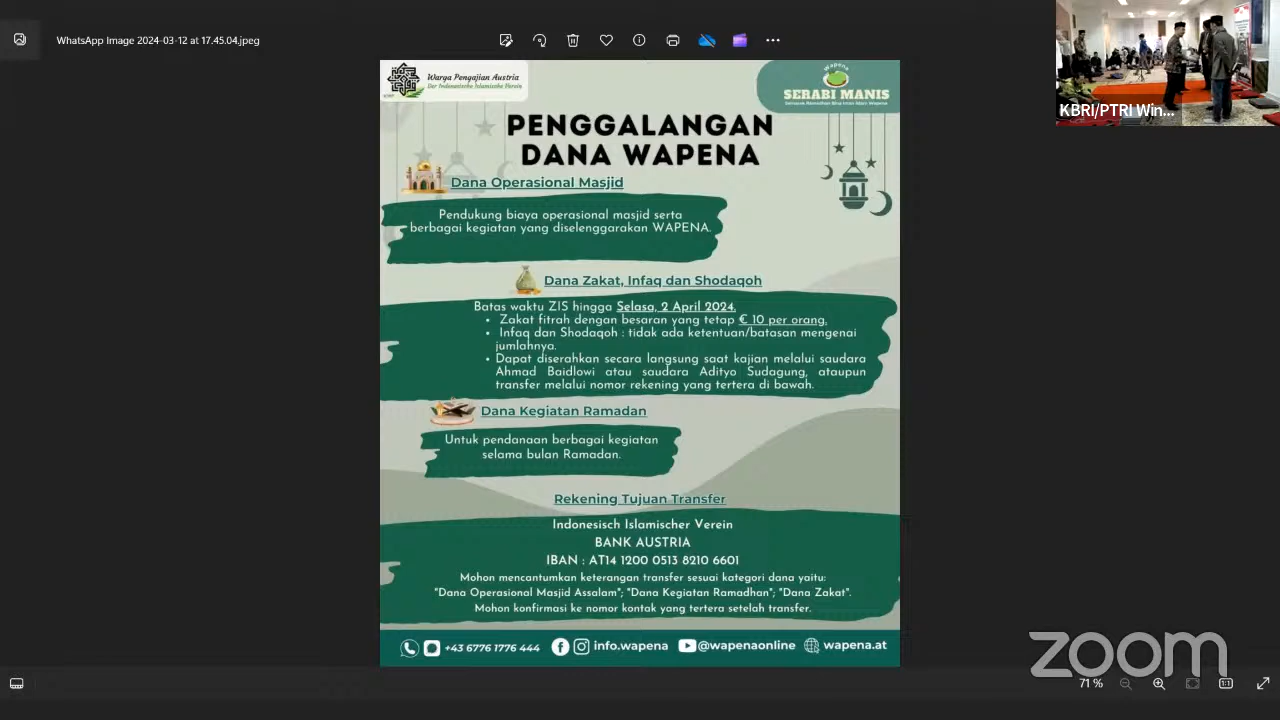 WhatsApp Image 2024-03-12 at 17.45.04.jpeg
KBRI/PTRI Win...
Warga Pengajian Austria
Der Indonesische Islamische Verein
Wapena
SERABI MANIS
Semarak Ramadhan Bina Iman Islam Wapena
PENGGALANGAN
DANA WAPENA
Dana Operasional Masjid
Pendukung biaya operasional masjid serta
berbagai kegiatan yang diselenggarakan WAPENA.
Dana Zakat, Infaq dan Shodaqoh
Batas waktu ZIS hingga Selasa, 2 April 2024.
• Zakat fitrah dengan besaran yang tetap € 10 per orang.
• Infaq dan Shodaqoh : tidak ada ketentuan/batasan mengenai
jumlahnya.
• Dapat diserahkan secara langsung saat kajian melalui saudara
Ahmad Baidlowi atau saudara Adityo Sudagung, ataupun
transfer melalui nomor rekening yang tertera di bawah.
Dana Kegiatan Ramadan
Untuk pendanaan berbagai kegiatan
selama bulan Ramadan.
Rekening Tujuan Transfer
Indonesisch Islamischer Verein
BANK AUSTRIA
IBAN : AT14 1200 0513 8210 6601
Mohon mencantumkan keterangan transfer sesuai kategori dana yaitu:
"Dana Operasional Masjid Assalam"; "Dana Kegiatan Ramadhan"; "Dana Zakat".
Mohon konfirmasi ke nomor kontak yang tertera setelah transfer.
+43 6776 1776 444 info.wapena @wapenaonline wapena.at
zoom
71 %